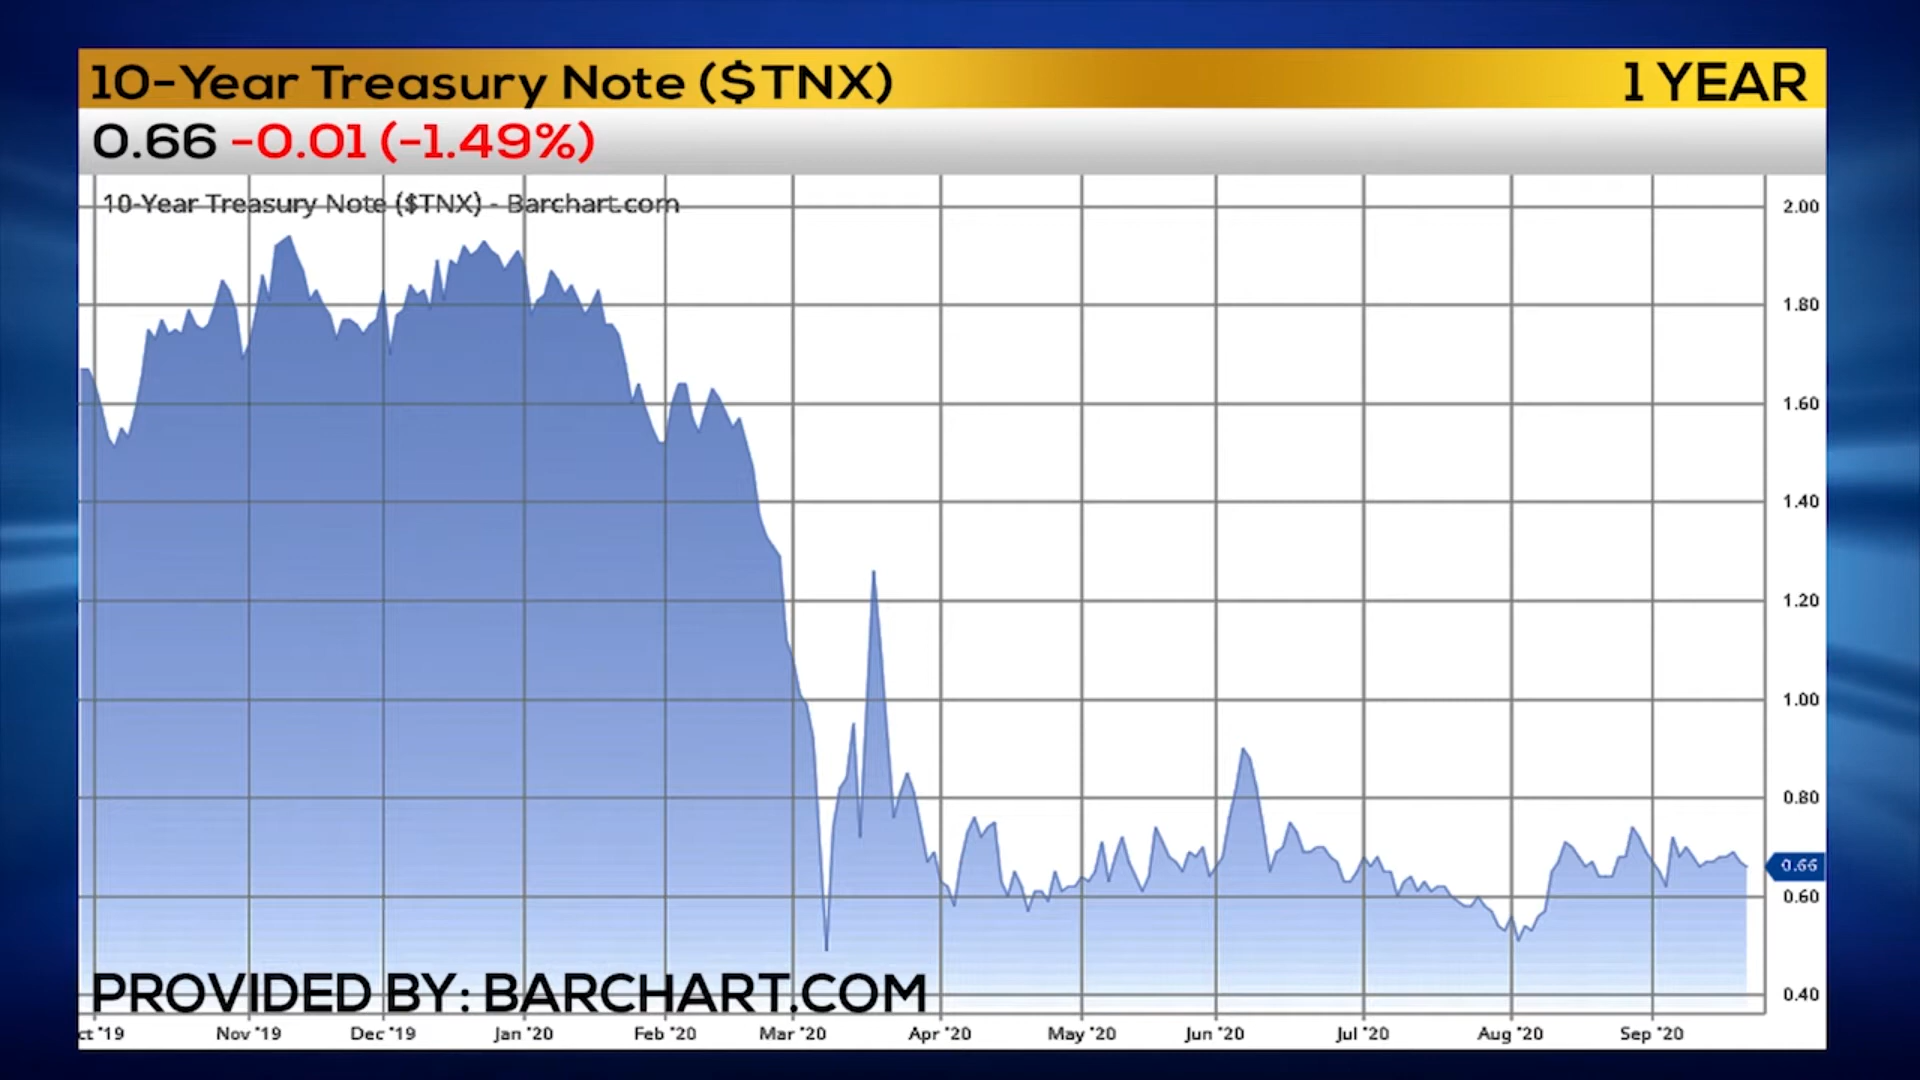 10-Year Treasury Note ($TNX) 1 YEAR
0.66 -0.01 (-1.49%)
10-Year Treasury Note ($TNX) - Barchart.com
2.00
1.80
1.60
1.40
1.20
1.00
0.80
0.66
0.60
0.40
PROVIDED BY: BARCHART.COM
ct '19 Nov '19 Dec '19 Jan '20 Feb '20 Mar '20 Apr '20 May '20 Jun '20 Jul '20 Aug '20 Sep '20